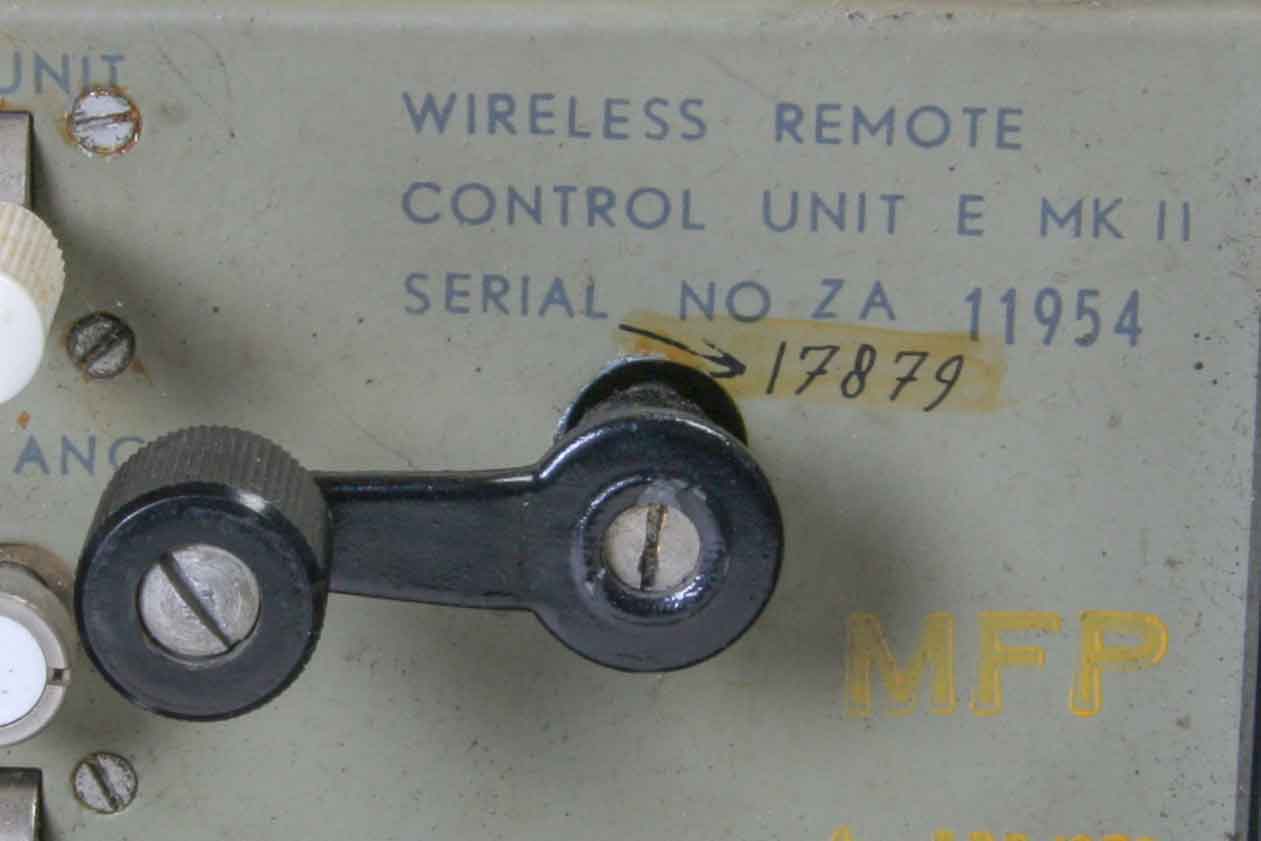 UNIT
WIRELESS REMOTE
CONTROL UNIT E MK II
SERIAL NO ZA 11954
17879
MFP